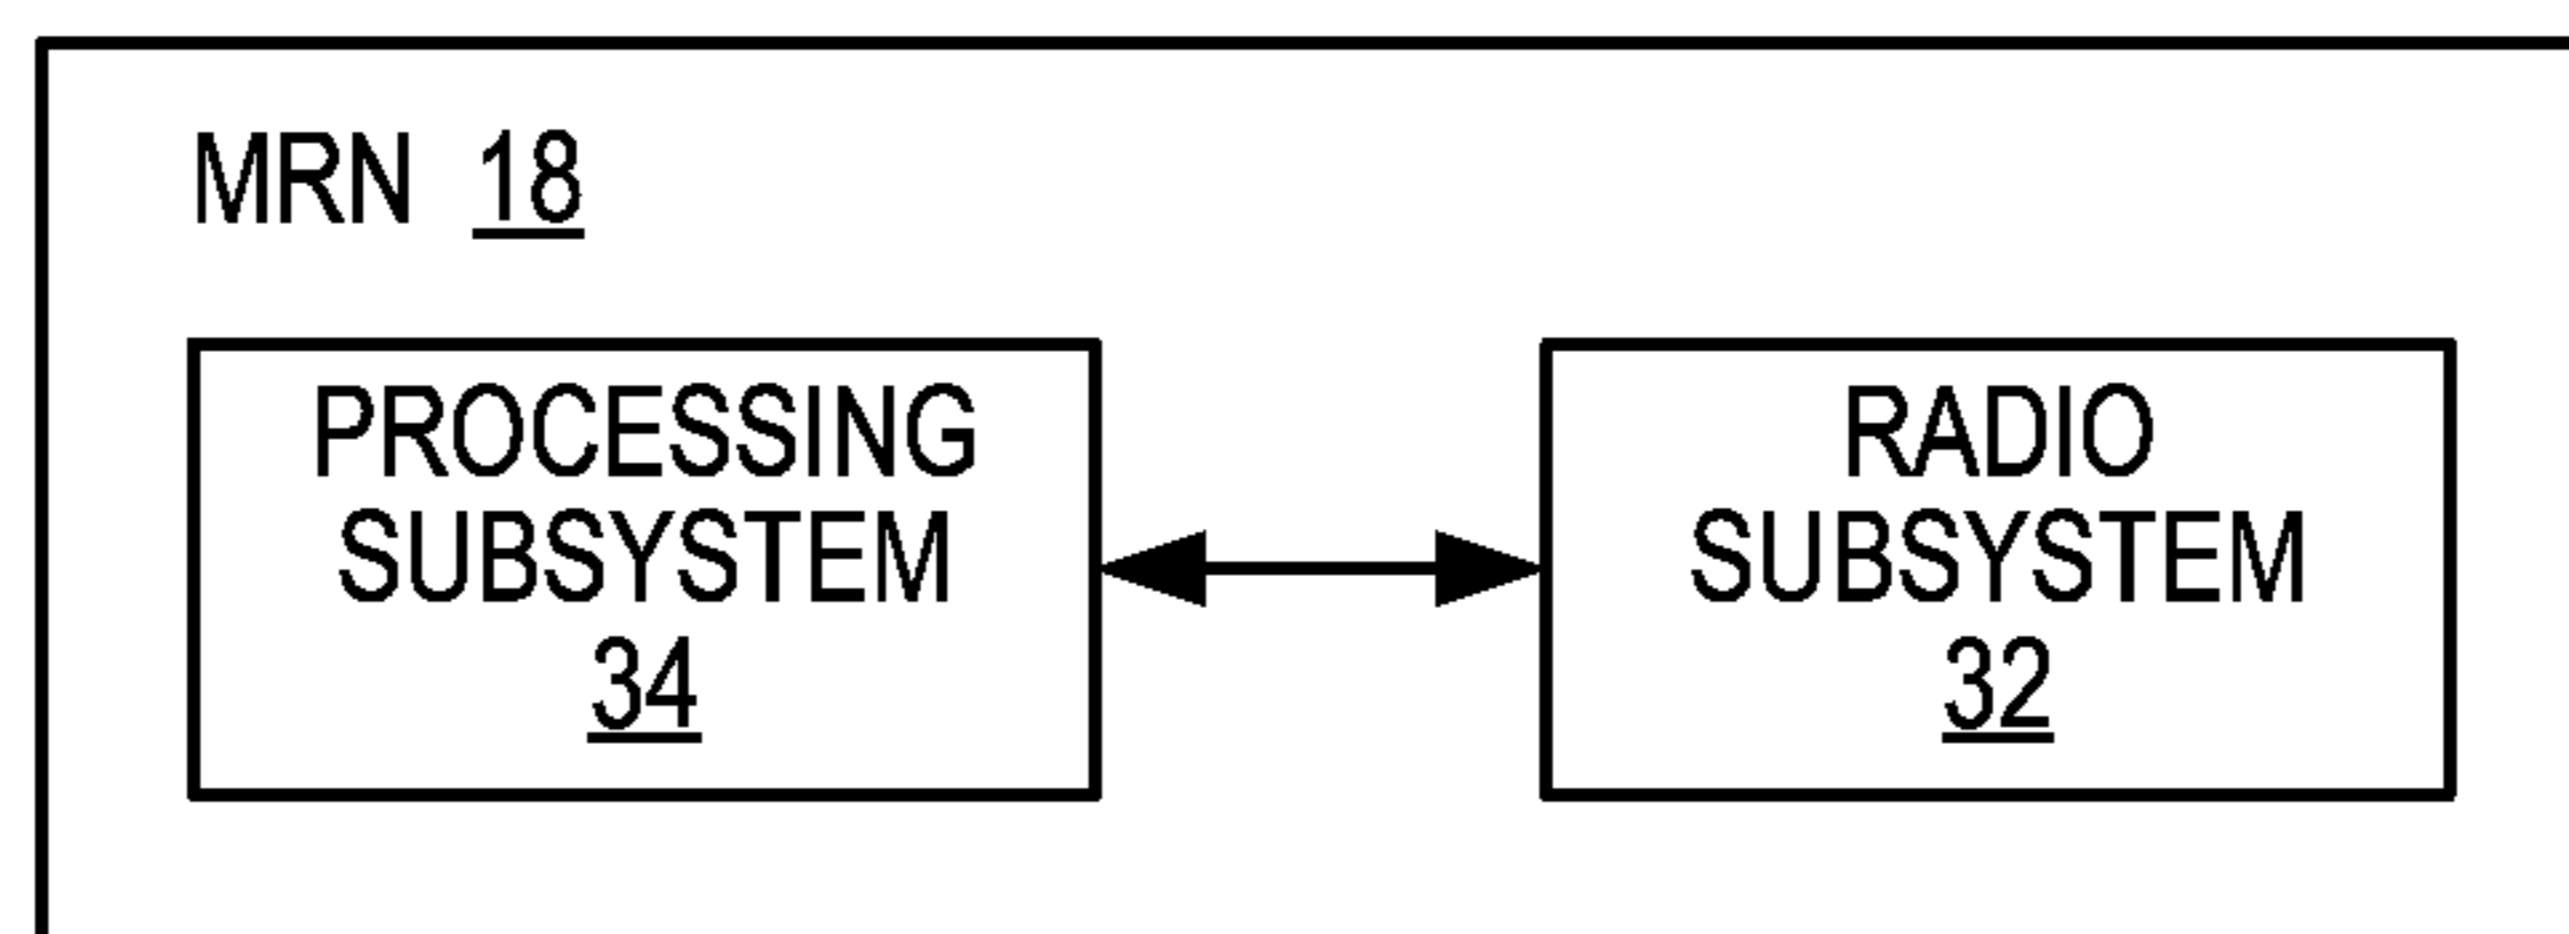 MRN 18
PROCESSING
SUBSYSTEM
34
RADIO
SUBSYSTEM
32